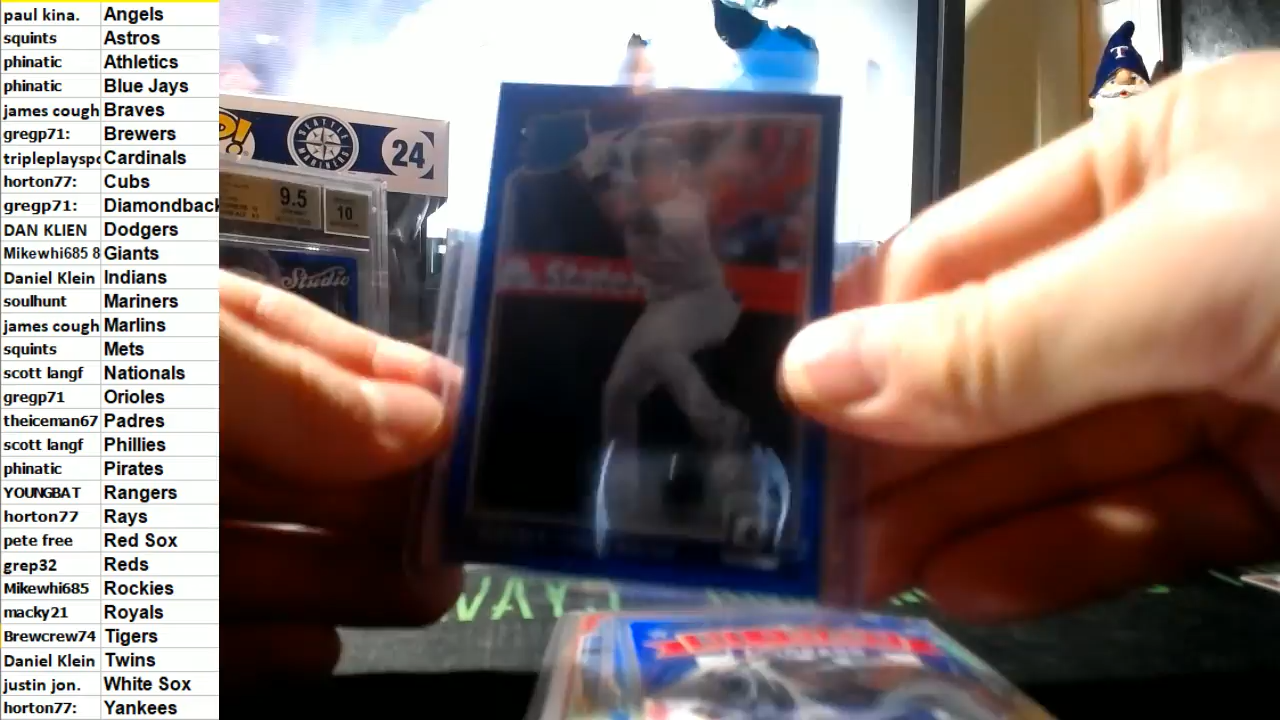 paul kina. Angels
squints Astros
phinatic Athletics
phinatic Blue Jays
james cough Braves
gregp71: Brewers
tripleplayspo Cardinals
horton77: Cubs
gregp71: Diamondback
DAN KLIEN Dodgers
Mikewhi685 8 Giants
Daniel Klein Indians
soulhunt Mariners
james cough Marlins
squints Mets
scott langf Nationals
gregp71 Orioles
theiceman67 Padres
scott langf Phillies
phinatic Pirates
YOUNGBAT Rangers
horton77 Rays
pete free Red Sox
grep32 Reds
Mikewhi685 Rockies
macky21 Royals
Brewcrew74 Tigers
Daniel Klein Twins
justin jon. White Sox
horton77: Yankees
SEATTLE
MARINERS
24
9.5
10
Studio
State
T